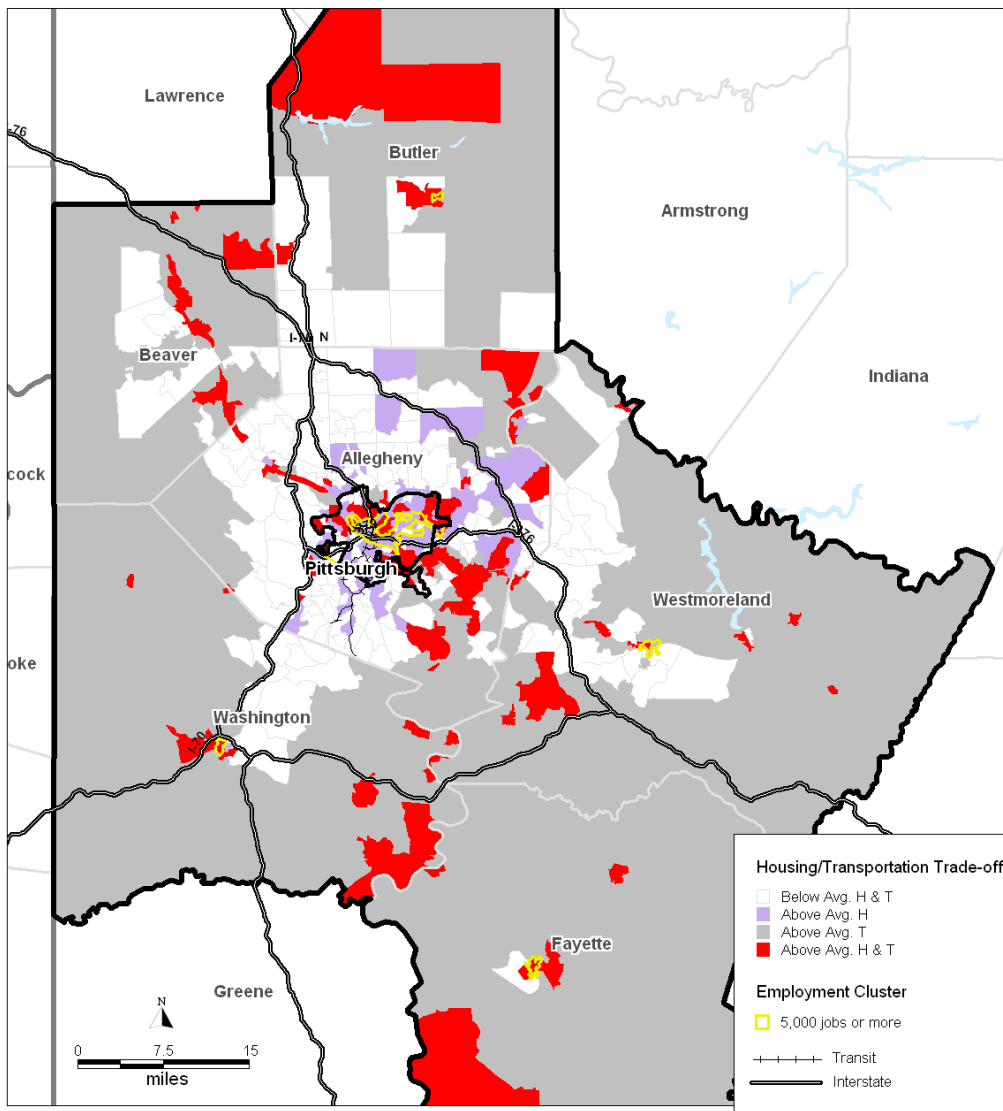 Lawrence
-76
Butler
Armstrong
I-76 N
Beaver
Indiana
Allegheny
cock
I-76
Pittsburgh
Westmoreland
oke
Washington
I-70
Fayette
Greene
N
0 7.5 15
miles
Housing/Transportation Trade-off
Below Avg. H & T
Above Avg. H
Above Avg. T
Above Avg. H & T
Employment Cluster
5,000 jobs or more
Transit
Interstate